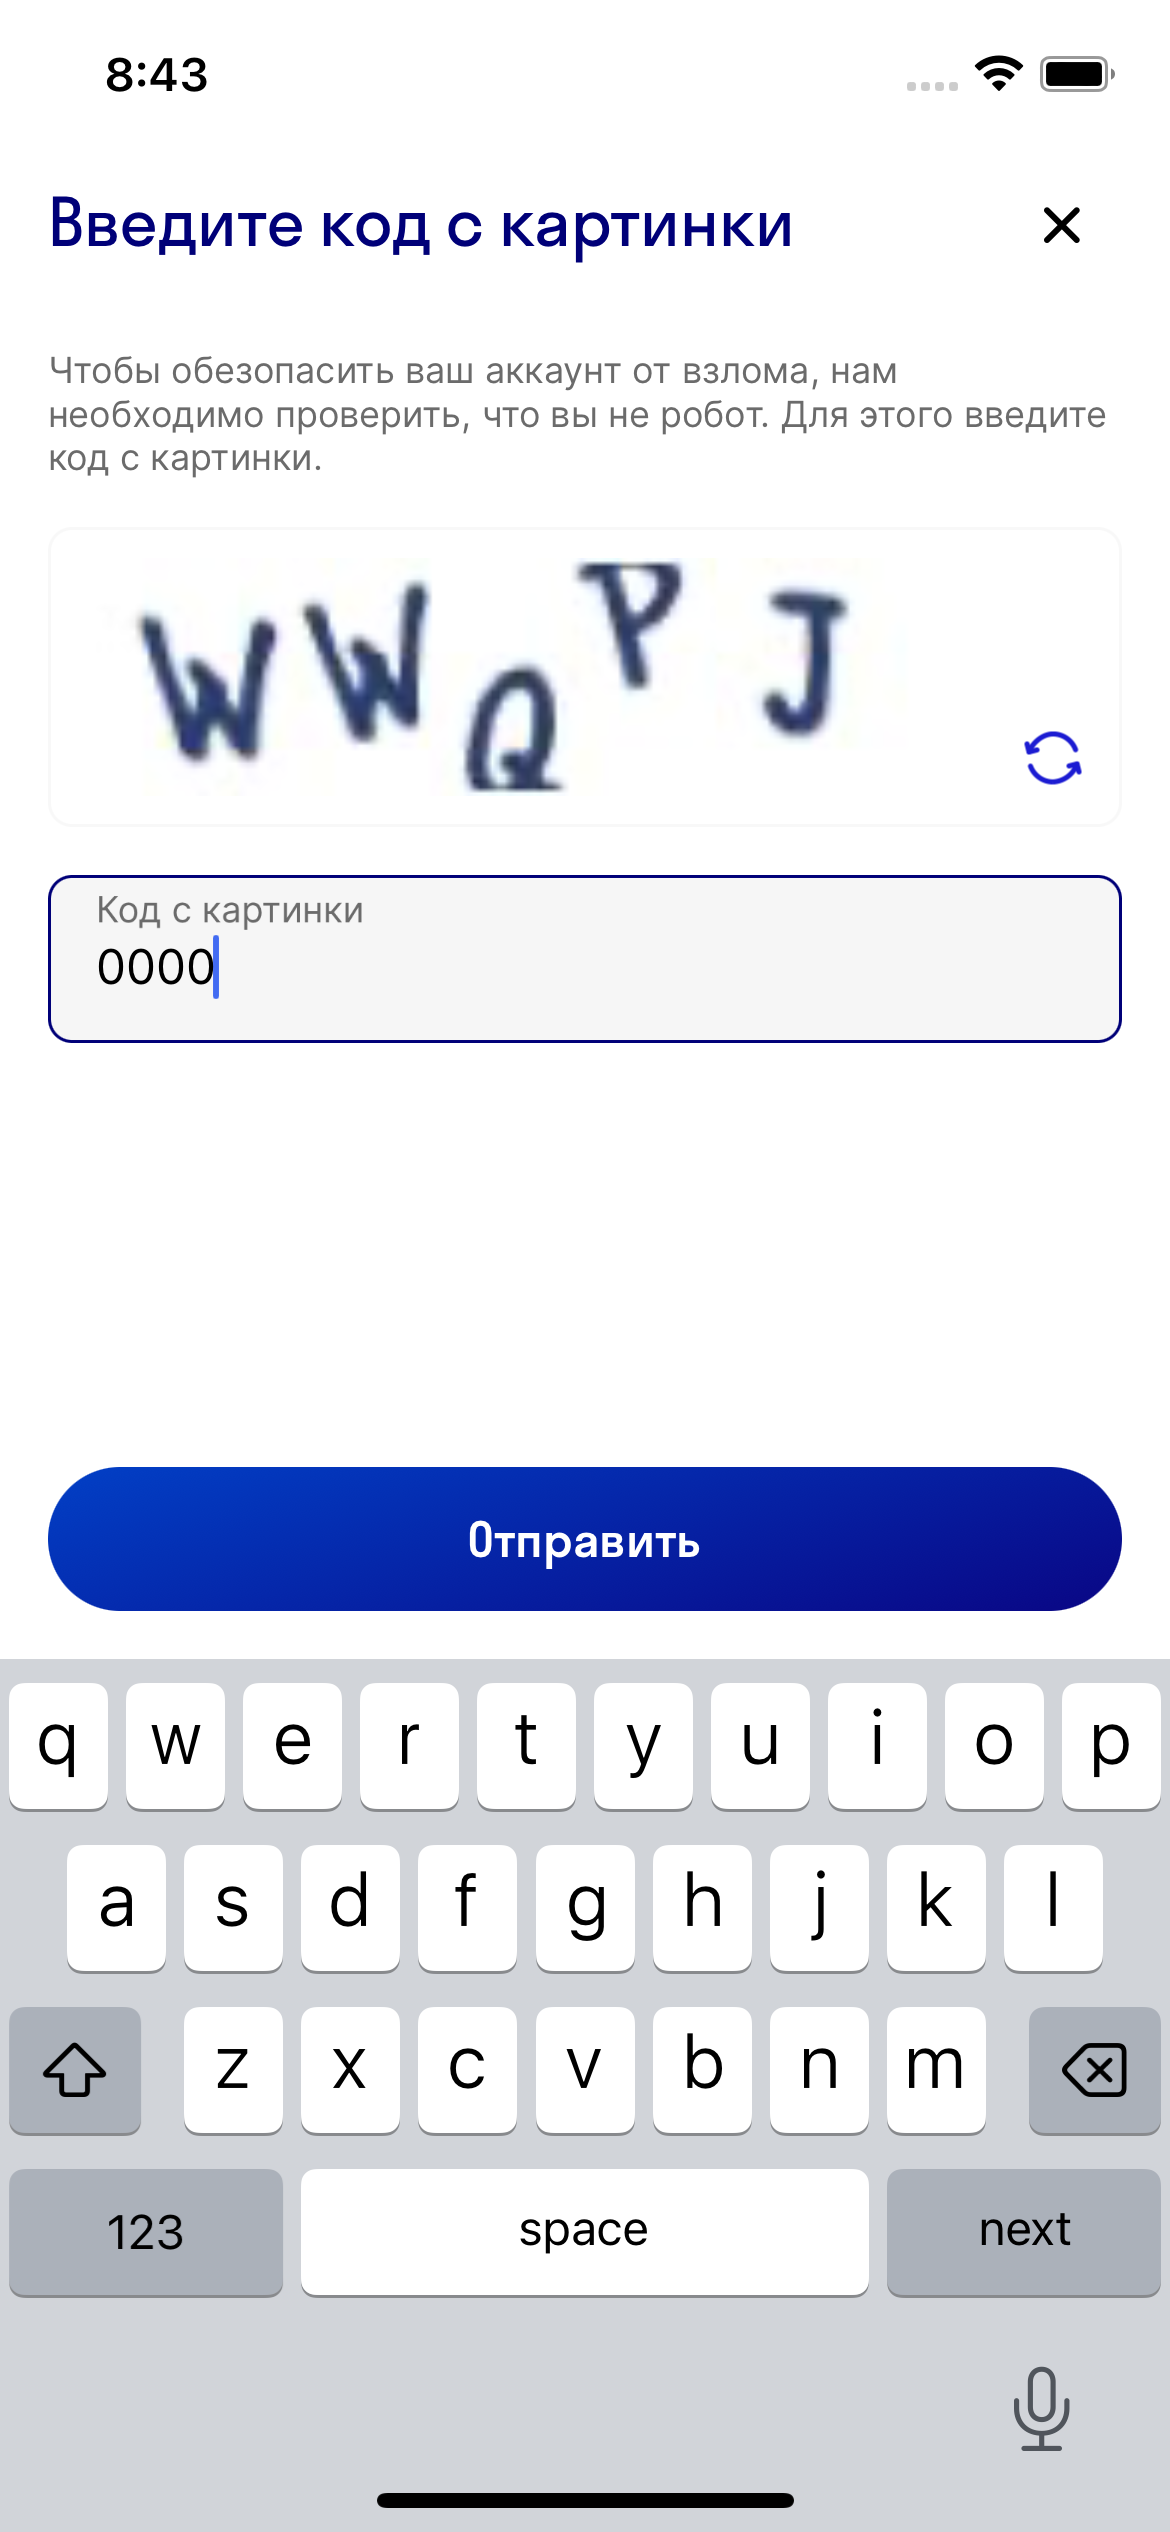 8:43
Введите код с картинки
Чтобы обезопасить ваш аккаунт от взлома, нам
необходимо проверить, что вы не робот. Для этого введите
код с картинки.
W W Q P J
Код с картинки
0000
Отправить
q w e r t y u i o p
a s d f g h j k l
z x c v b n m
123 space next